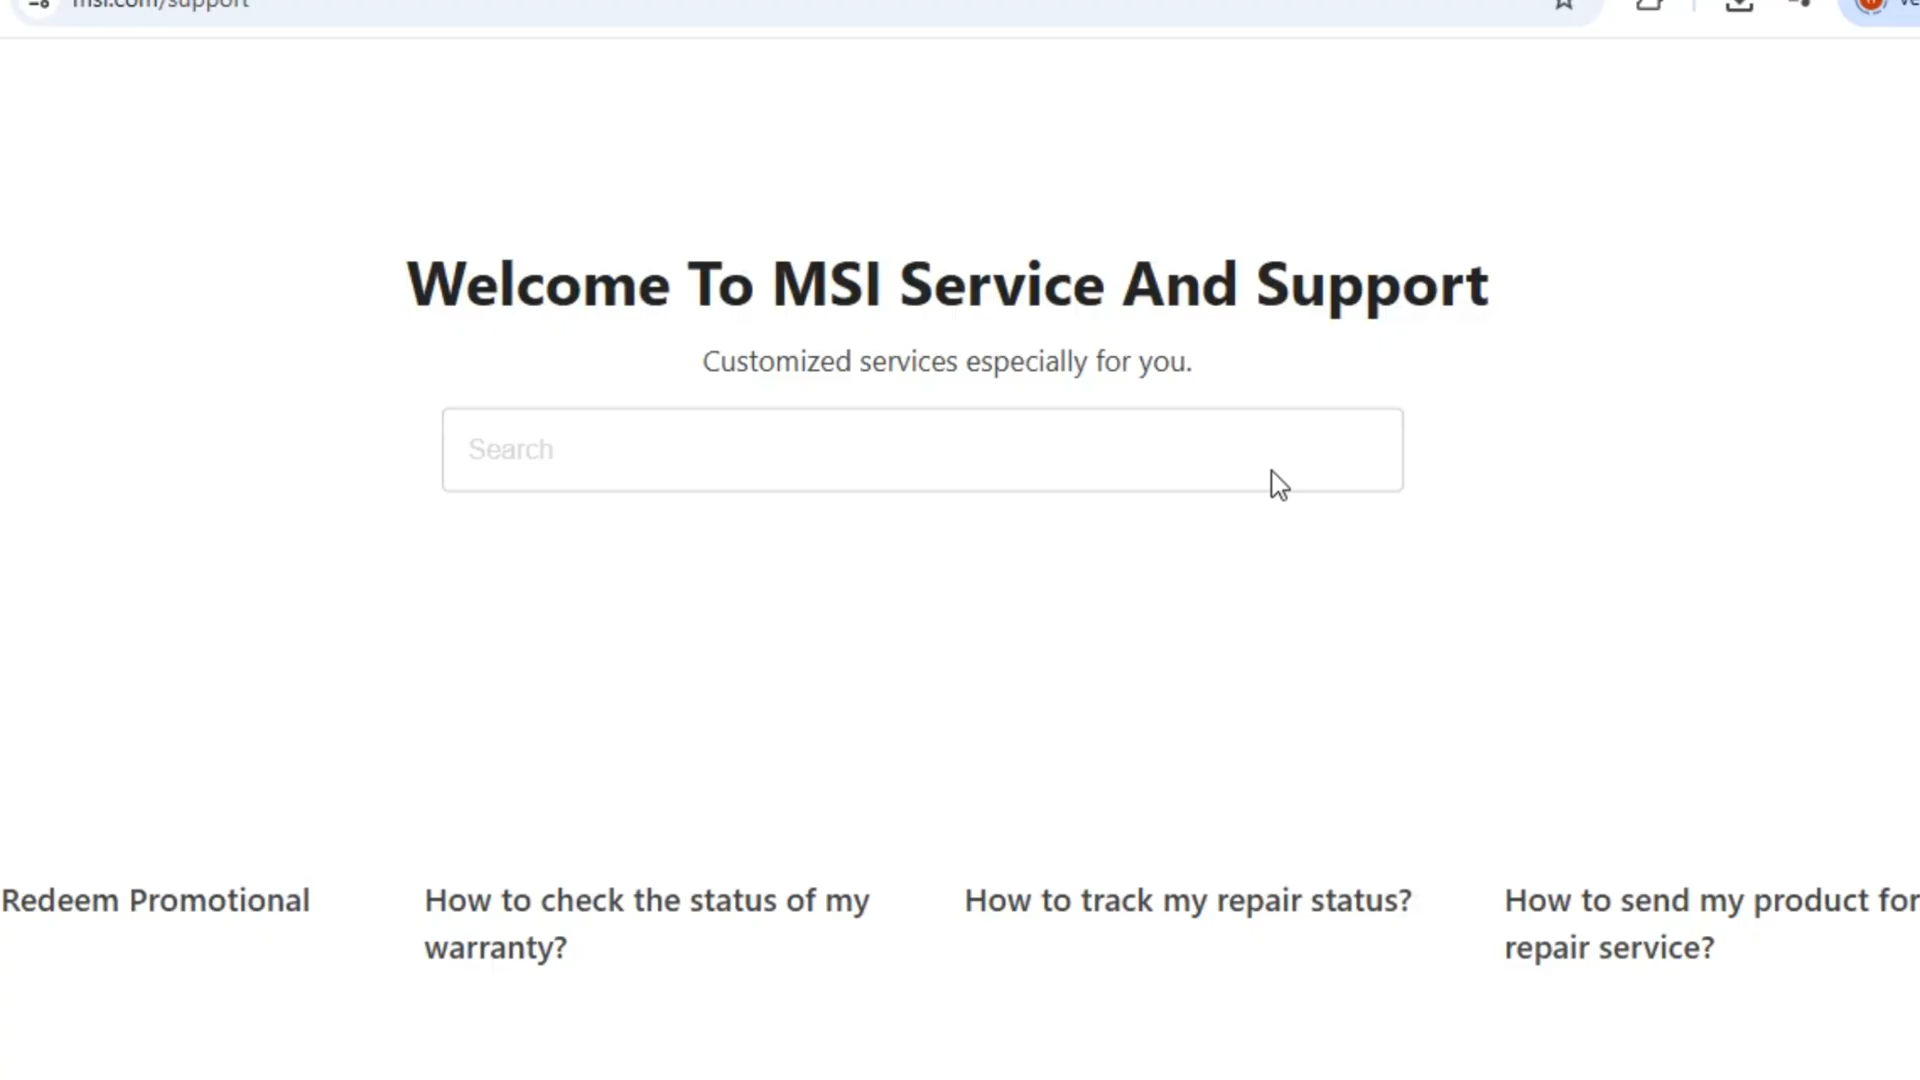 msi.com/support
Welcome To MSI Service And Support
Customized services especially for you.
Search
Redeem Promotional
How to check the status of my
warranty?
How to track my repair status?
How to send my product for
repair service?